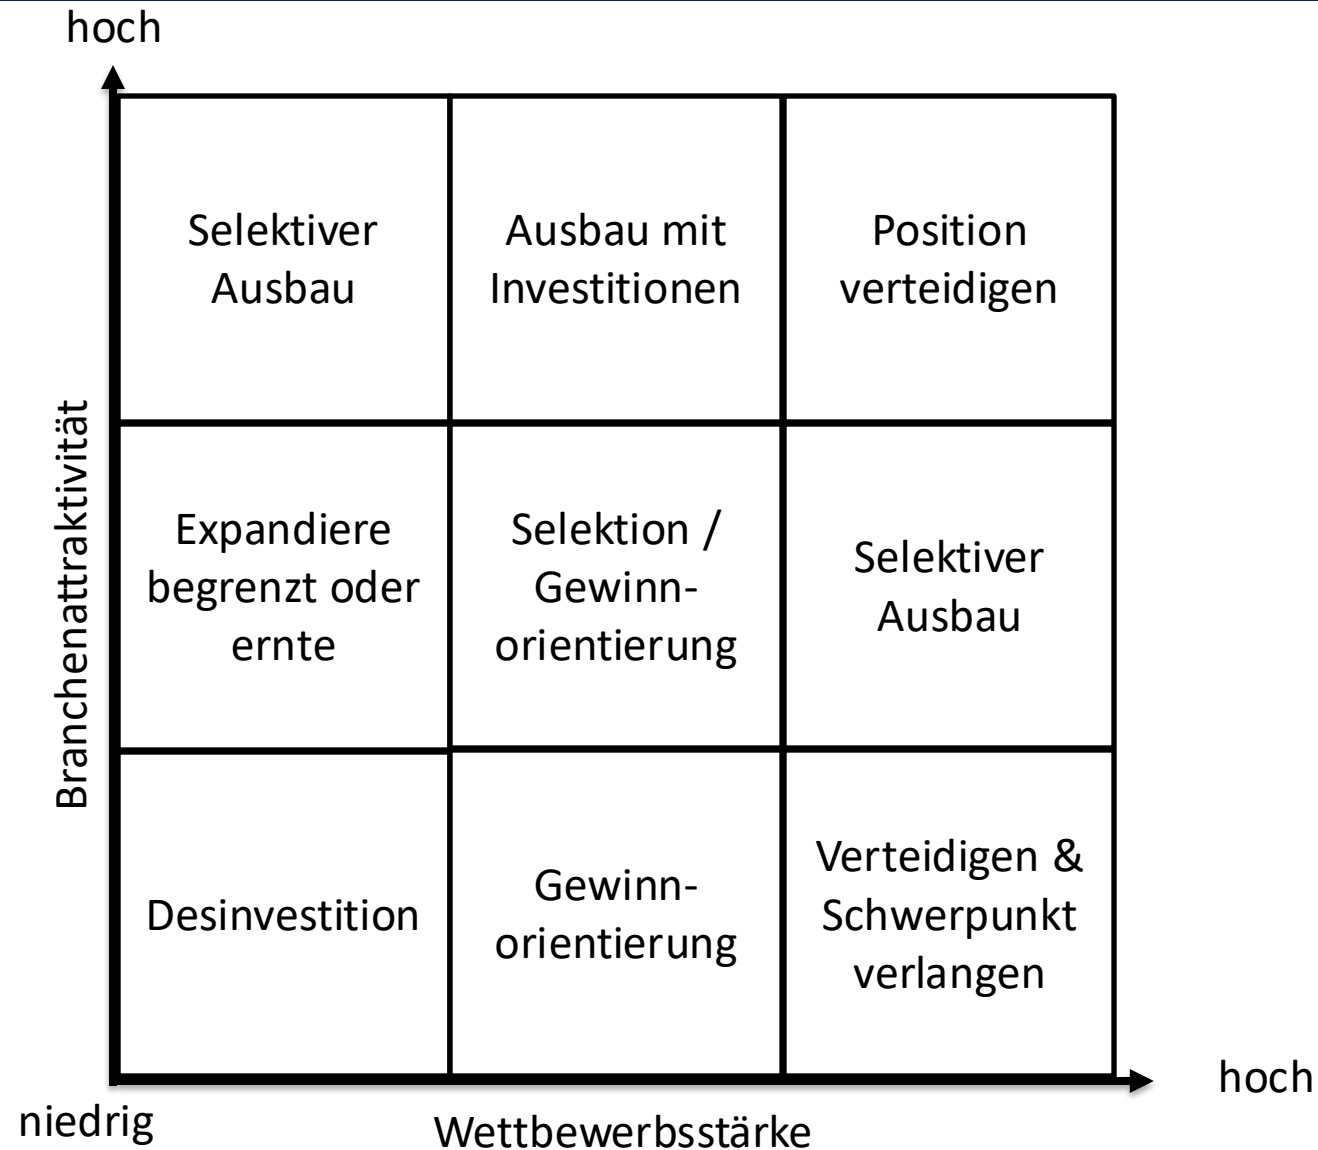 hoch
Selektiver
Ausbau
Ausbau mit
Investitionen
Position
verteidigen
Branchenattraktivität
Expandiere
begrenzt oder
ernte
Selektion /
Gewinn-
orientierung
Selektiver
Ausbau
Desinvestition
Gewinn-
orientierung
Verteidigen &
Schwerpunkt
verlangen
hoch
niedrig
Wettbewerbsstärke